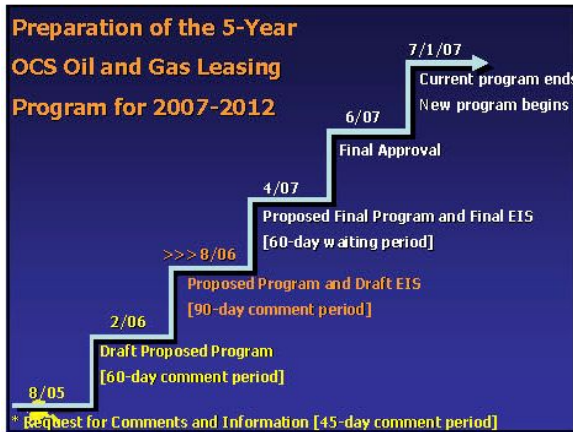 Preparation of the 5-Year
OCS Oil and Gas Leasing
Program for 2007-2012
7/1/07
Current program ends
New program begins
6/07
Final Approval
4/07
Proposed Final Program and Final EIS
[60-day waiting period]
>>> 8/06
Proposed Program and Draft EIS
[90-day comment period]
2/06
Draft Proposed Program
[60-day comment period]
8/05
* Request for Comments and Information [45-day comment period]